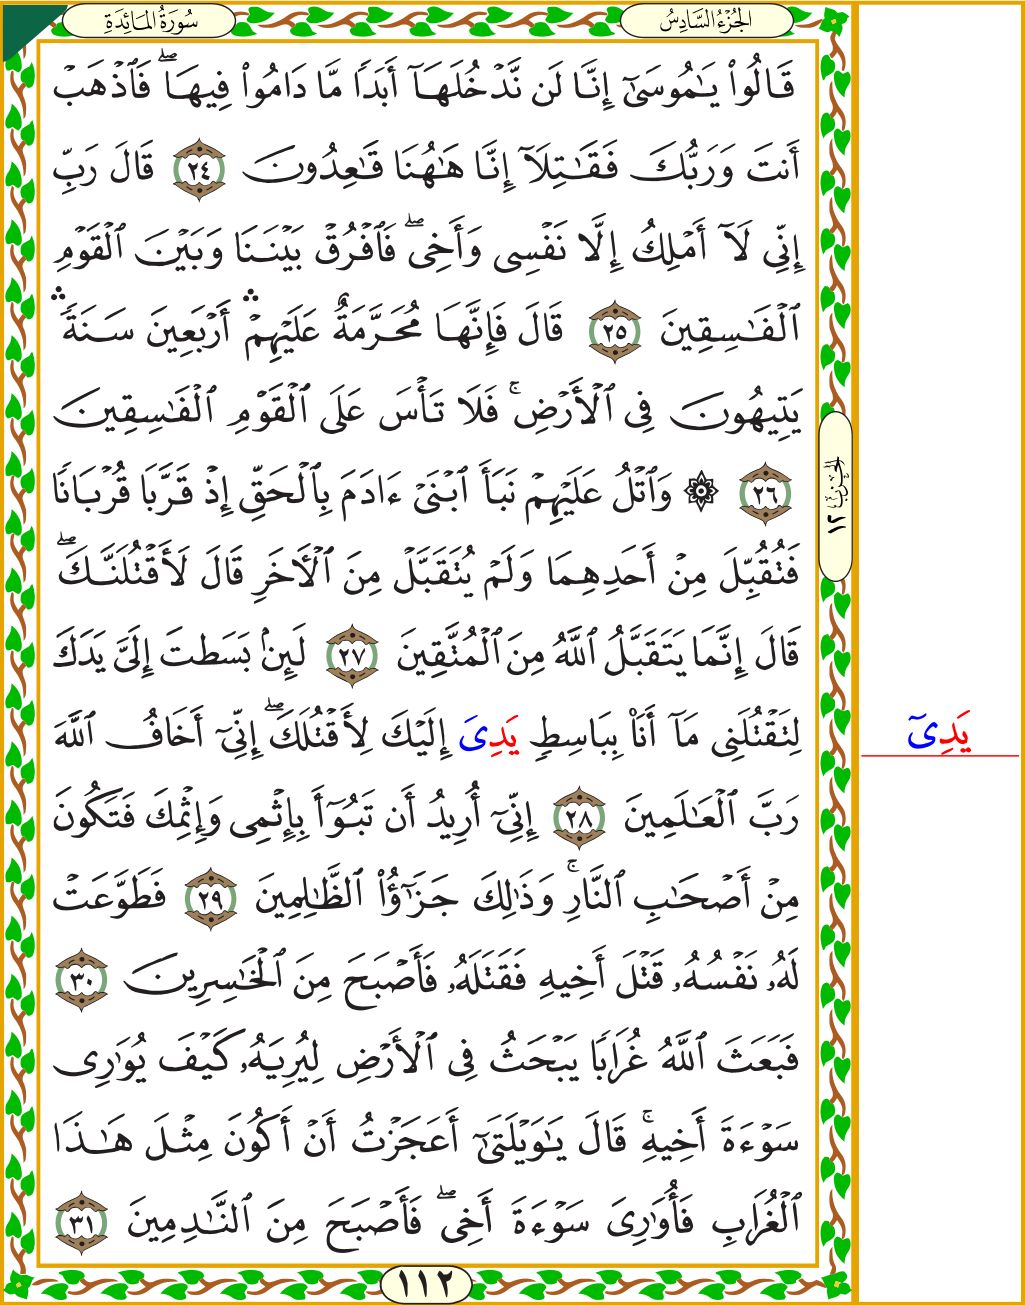 سُورَةُ المَائِدَةِ
الجُزْءُ السَّادِسُ
قَالُواْ يَـٰمُوسَىٰٓ إِنَّا لَن نَّدْخُلَهَآ أَبَدًا مَّا دَامُواْ فِيهَا ۖ فَٱذْهَبْ
أَنتَ وَرَبُّكَ فَقَـٰتِلَآ إِنَّا هَـٰهُنَا قَـٰعِدُونَ ٢٤ قَالَ رَبِّ
إِنِّى لَآ أَمْلِكُ إِلَّا نَفْسِى وَأَخِى ۖ فَٱفْرُقْ بَيْنَنَا وَبَيْنَ ٱلْقَوْمِ
ٱلْفَـٰسِقِينَ ٢٥ قَالَ فَإِنَّهَا مُحَرَّمَةٌ عَلَيْهِمْ ۛ أَرْبَعِينَ سَنَةً ۛ
يَتِيهُونَ فِى ٱلْأَرْضِ ۚ فَلَا تَأْسَ عَلَى ٱلْقَوْمِ ٱلْفَـٰسِقِينَ
٢٦ ۞ وَٱتْلُ عَلَيْهِمْ نَبَأَ ٱبْنَىْ ءَادَمَ بِٱلْحَقِّ إِذْ قَرَّبَا قُرْبَانًا
فَتُقُبِّلَ مِنْ أَحَدِهِمَا وَلَمْ يُتَقَبَّلْ مِنَ ٱلْأَخَرِ قَالَ لَأَقْتُلَنَّكَ ۖ
قَالَ إِنَّمَا يَتَقَبَّلُ ٱللَّهُ مِنَ ٱلْمُتَّقِينَ ٢٧ لَئِنۢ بَسَطتَ إِلَىَّ يَدَكَ
لِتَقْتُلَنِى مَآ أَنَا۠ بِبَاسِطٍ يَدِىَ إِلَيْكَ لِأَقْتُلَكَ ۖ إِنِّىٓ أَخَافُ ٱللَّهَ
يَدِىٓ
رَبَّ ٱلْعَـٰلَمِينَ ٢٨ إِنِّىٓ أُرِيدُ أَن تَبُوٓأَ بِإِثْمِى وَإِثْمِكَ فَتَكُونَ
مِنْ أَصْحَـٰبِ ٱلنَّارِ ۚ وَذَٰلِكَ جَزَٰٓؤُاْ ٱلظَّـٰلِمِينَ ٢٩ فَطَوَّعَتْ
لَهُۥ نَفْسُهُۥ قَتْلَ أَخِيهِ فَقَتَلَهُۥ فَأَصْبَحَ مِنَ ٱلْخَـٰسِرِينَ ٣٠
فَبَعَثَ ٱللَّهُ غُرَابًا يَبْحَثُ فِى ٱلْأَرْضِ لِيُرِيَهُۥ كَيْفَ يُوَٰرِى
سَوْءَةَ أَخِيهِ ۚ قَالَ يَـٰوَيْلَتَىٰٓ أَعَجَزْتُ أَنْ أَكُونَ مِثْلَ هَـٰذَا
ٱلْغُرَابِ فَأُوَٰرِىَ سَوْءَةَ أَخِى ۖ فَأَصْبَحَ مِنَ ٱلنَّـٰدِمِينَ ٣١
الحزب ١٢
١١٢